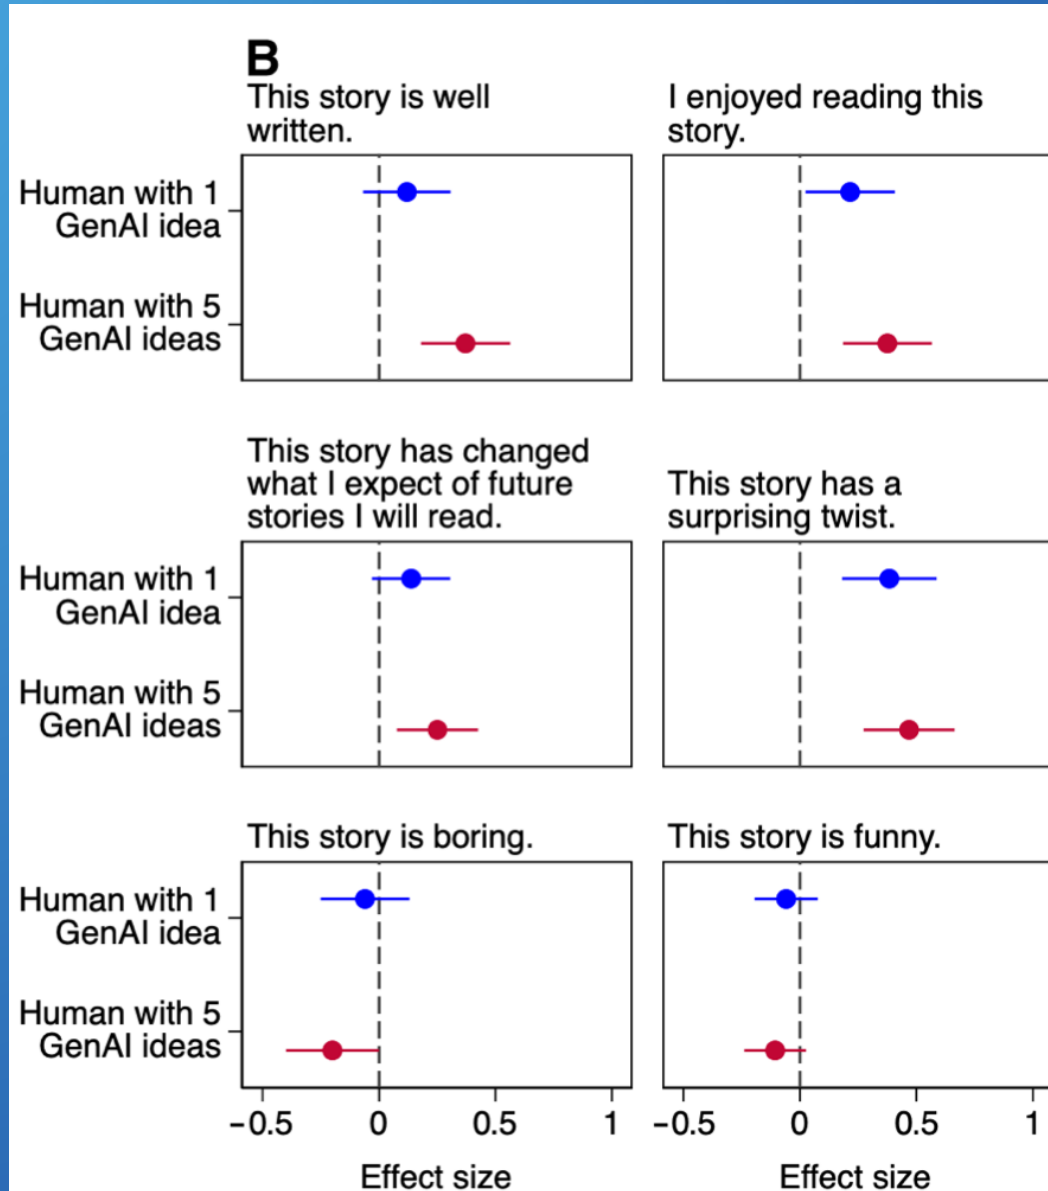 B
This story is well
written.
I enjoyed reading this
story.
Human with 1
GenAI idea
Human with 5
GenAI ideas
This story has changed
what I expect of future
stories I will read.
This story has a
surprising twist.
Human with 1
GenAI idea
Human with 5
GenAI ideas
This story is boring.
This story is funny.
Human with 1
GenAI idea
Human with 5
GenAI ideas
−0.5 0 0.5 1
−0.5 0 0.5 1
Effect size
Effect size